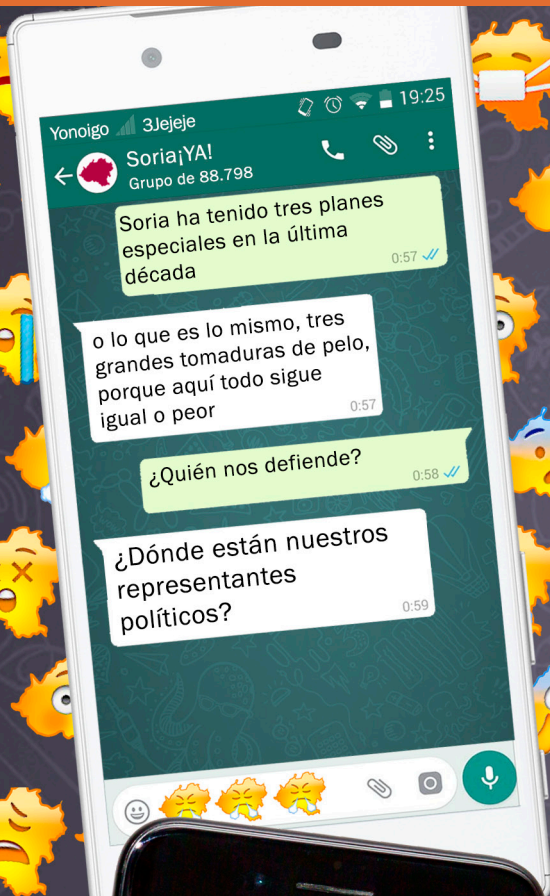 Yonoigo 3Jejeje 19:25
Soria¡YA!
Grupo de 88.798
Soria ha tenido tres planes
especiales en la última
década
0:57
o lo que es lo mismo, tres
grandes tomaduras de pelo,
porque aquí todo sigue
igual o peor
0:57
¿Quién nos defiende?
0:58
¿Dónde están nuestros
representantes
políticos?
0:59